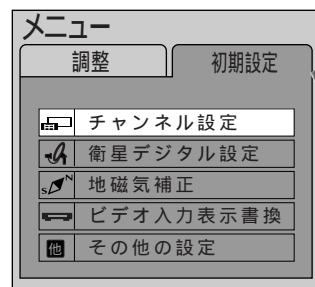 メニュー
調整 初期設定
チャンネル設定
衛星デジタル設定
S N 地磁気補正
ビデオ入力表示書換
他 その他の設定